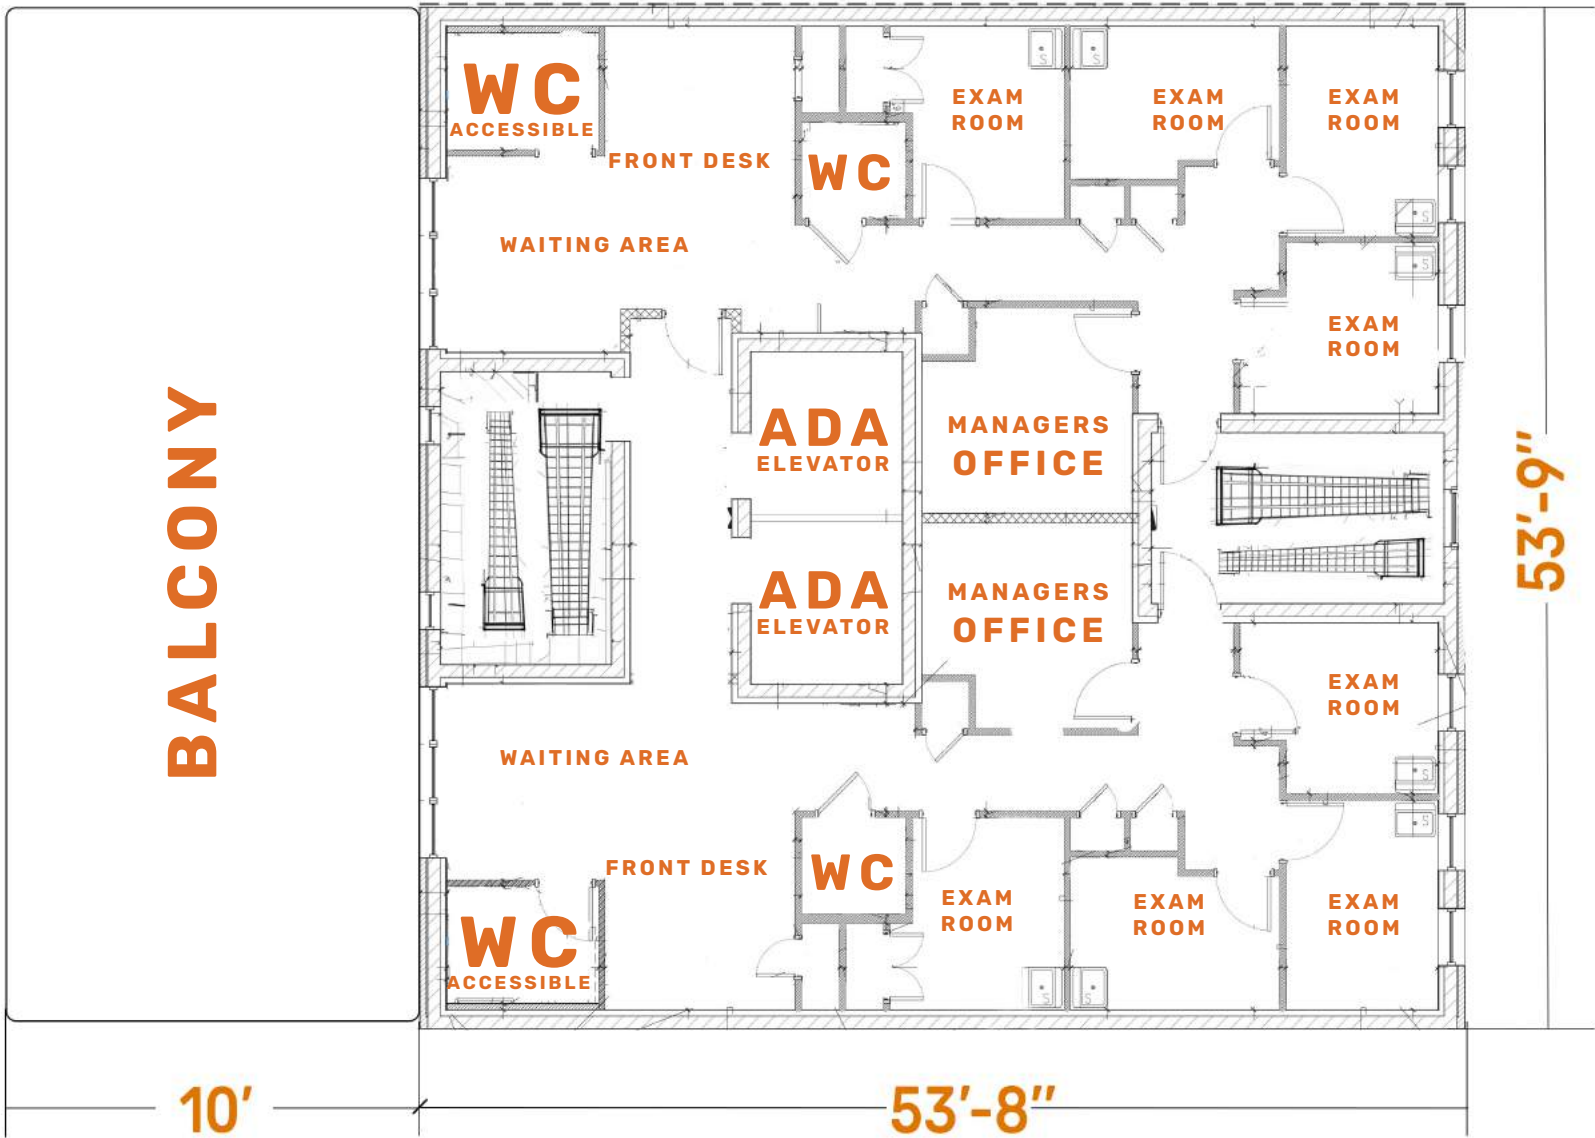 WC
ACCESSIBLE
FRONT DESK
WC
EXAM
ROOM
EXAM
ROOM
EXAM
ROOM
WAITING AREA
EXAM
ROOM
BALCONY
ADA
ELEVATOR
MANAGERS
OFFICE
53'-9"
ADA
ELEVATOR
MANAGERS
OFFICE
EXAM
ROOM
WAITING AREA
FRONT DESK
WC
EXAM
ROOM
EXAM
ROOM
EXAM
ROOM
WC
ACCESSIBLE
S
S
S
S
S
S
S
S
10'
53'-8"